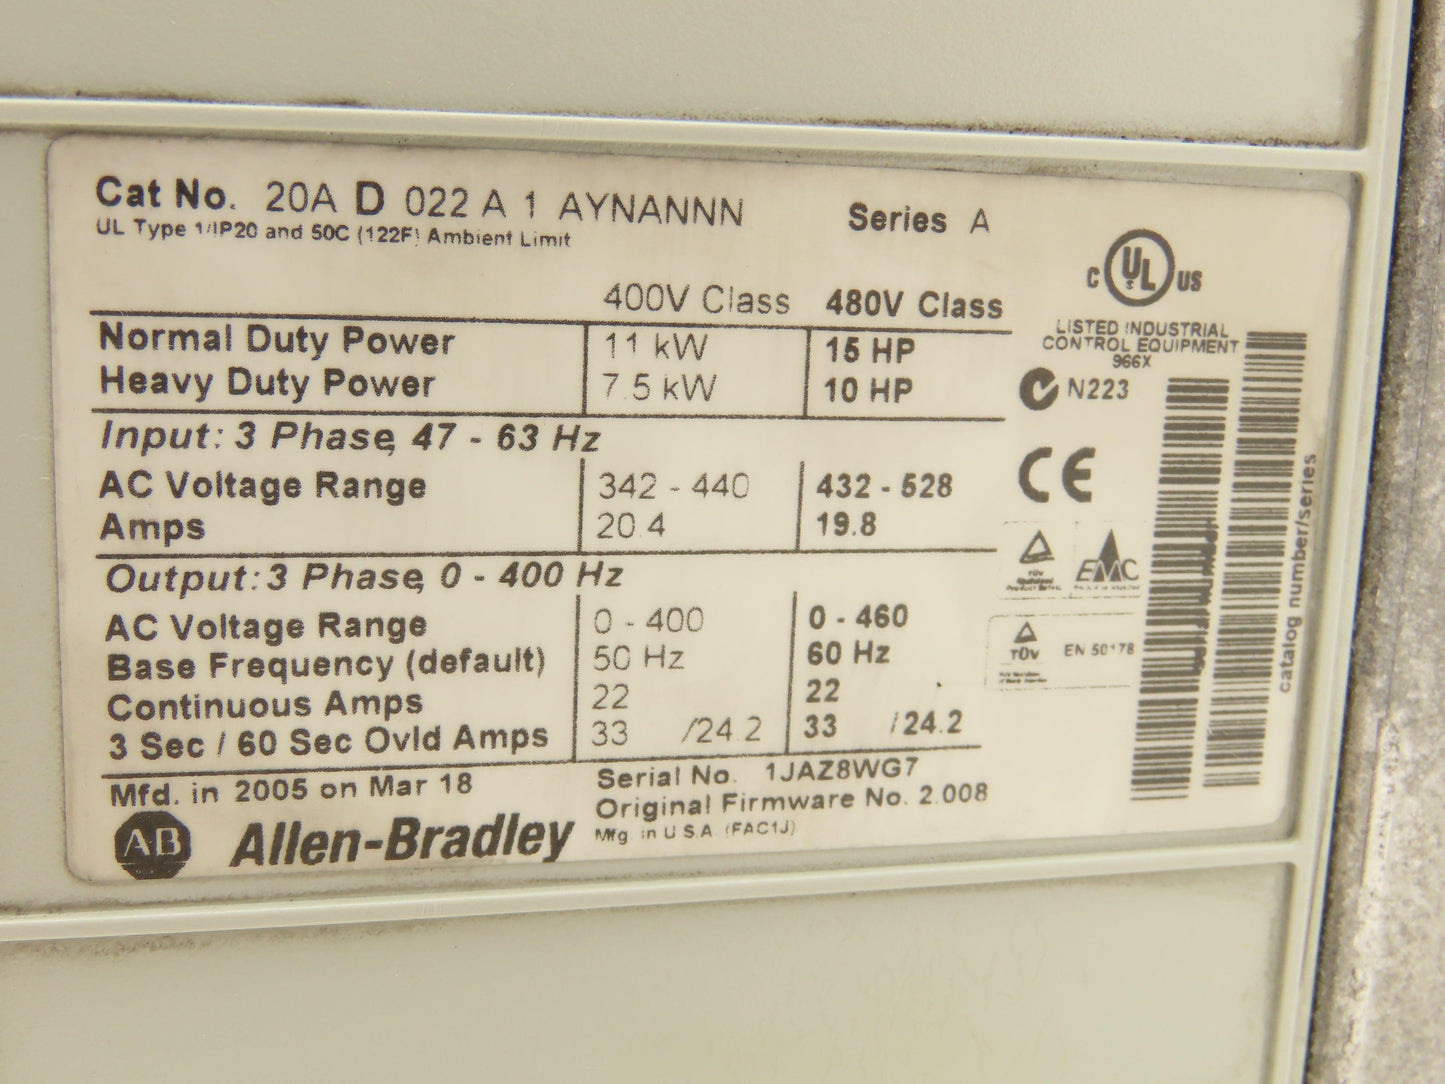 Cat No. 20A D 022 A 1 AYNANNN Series A
UL Type 1/IP20 and 50C (122F) Ambient Limit
400V Class 480V Class
Normal Duty Power 11 kW 15 HP
Heavy Duty Power 7.5 kW 10 HP
Input: 3 Phase, 47 - 63 Hz
AC Voltage Range 342 - 440 432 - 528
Amps 20.4 19.8
Output: 3 Phase, 0 - 400 Hz
AC Voltage Range 0 - 400 0 - 460
Base Frequency (default) 50 Hz 60 Hz
Continuous Amps 22 22
3 Sec / 60 Sec Ovld Amps 33 /24.2 33 /24.2
Mfd. in 2005 on Mar 18
Serial No. 1JAZ8WG7
Original Firmware No. 2.008
Mfg. in U.S.A. (FAC1J)
AB Allen-Bradley
C UL US
LISTED INDUSTRIAL
CONTROL EQUIPMENT
966X
N223
CE
TÜV
EMC
TÜV
EN 50178
catalog number/series